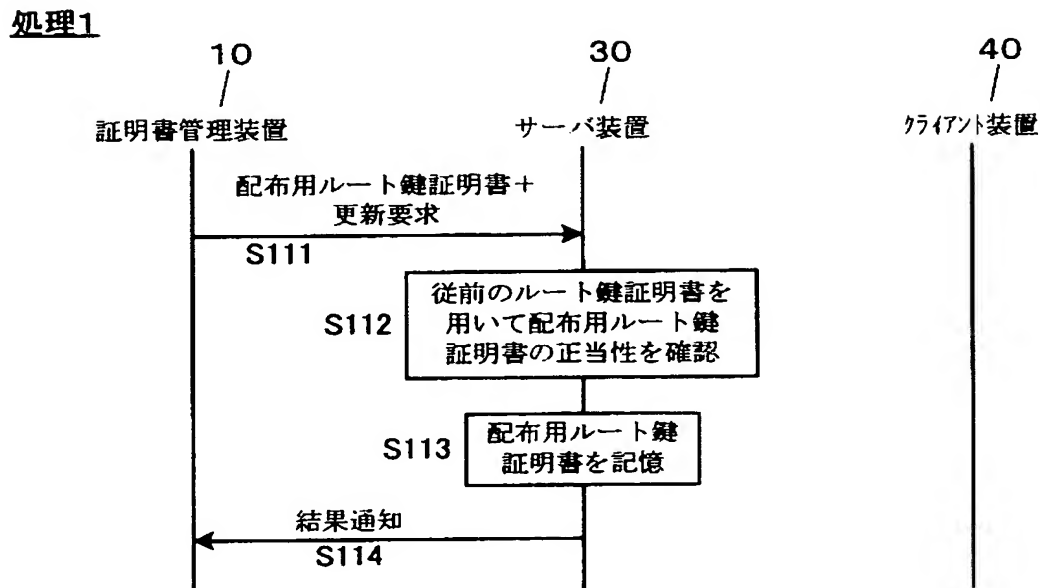 処理1
10
30
40
証明書管理装置
サーバ装置
クライアント装置
配布用ルート鍵証明書+
更新要求
S111
従前のルート鍵証明書を
用いて配布用ルート鍵
証明書の正当性を確認
S112
配布用ルート鍵
証明書を記憶
S113
結果通知
S114